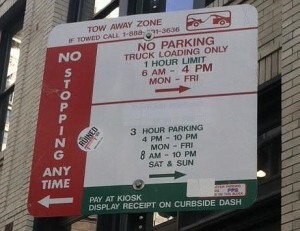 TOW AWAY ZONE
IF TOWED CALL 1-888- -3636
NO PARKING
TRUCK LOADING ONLY
1 HOUR LIMIT
6 AM - 4 PM
MON - FRI
NO
STOPPING
ANY
TIME
3 HOUR PARKING
4 PM - 10 PM
MON - FRI
8 AM - 10 PM
SAT & SUN
PAY AT KIOSK
DISPLAY RECEIPT ON CURBSIDE DASH